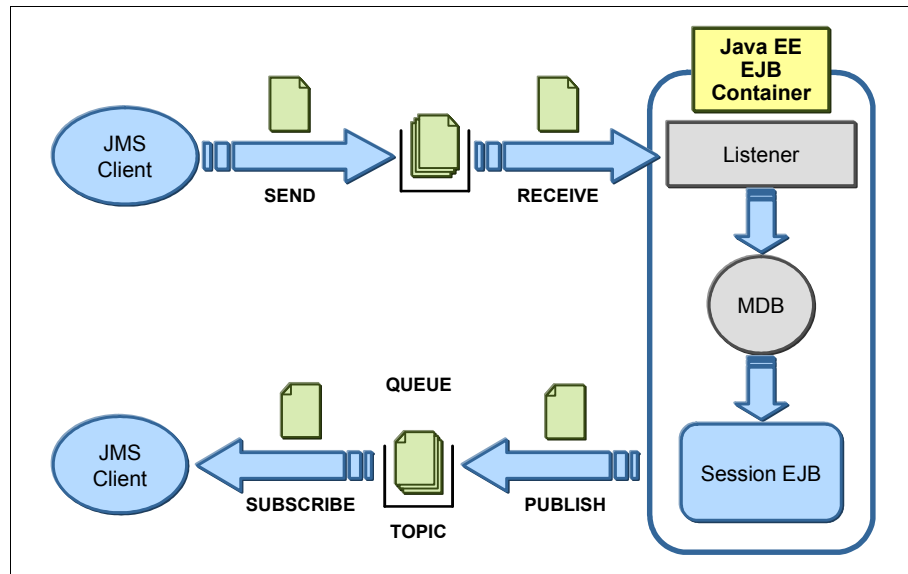 Java EE
EJB
Container
JMS
Client
SEND
RECEIVE
Listener
MDB
QUEUE
JMS
Client
SUBSCRIBE
TOPIC
PUBLISH
Session EJB